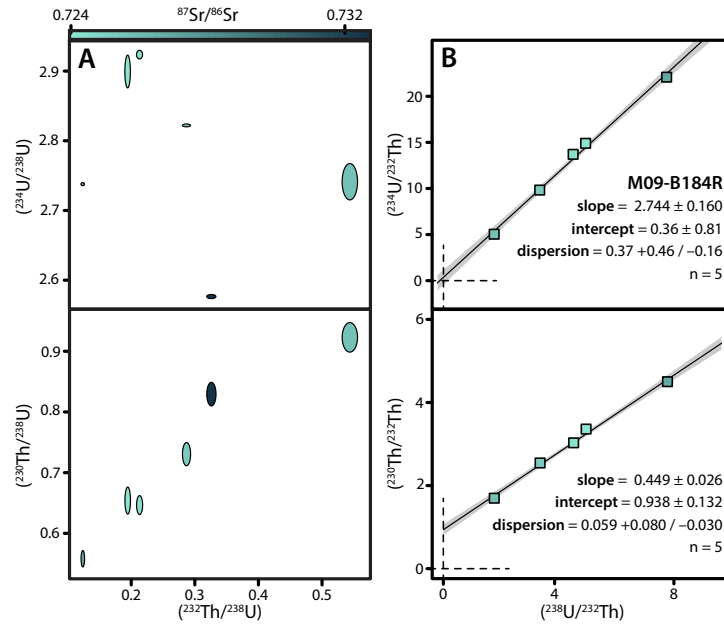 0.724
⁸⁷Sr/⁸⁶Sr
0.732
A
2.9
2.8
2.7
2.6
(²³⁴U/²³⁸U)
0.9
0.8
0.7
0.6
(²³⁰Th/²³⁸U)
0.2 0.3 0.4 0.5
(²³²Th/²³⁸U)
B
20
15
10
5
0
(²³⁴U/²³²Th)
M09-B184R
slope = 2.744 ± 0.160
intercept = 0.36 ± 0.81
dispersion = 0.37 +0.46 / –0.16
n = 5
6
4
2
0
(²³⁰Th/²³²Th)
slope = 0.449 ± 0.026
intercept = 0.938 ± 0.132
dispersion = 0.059 +0.080 / –0.030
n = 5
0 4 8
(²³⁸U/²³²Th)